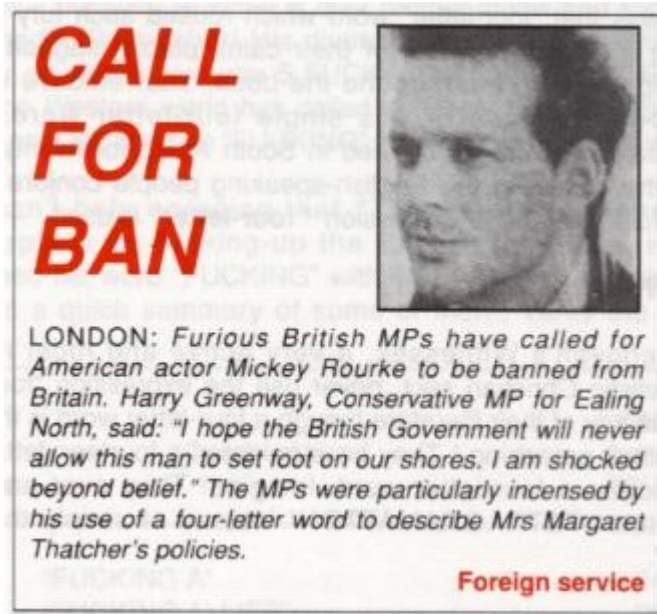 CALL
FOR
BAN
LONDON: Furious British MPs have called for
American actor Mickey Rourke to be banned from
Britain. Harry Greenway, Conservative MP for Ealing
North, said: "I hope the British Government will never
allow this man to set foot on our shores. I am shocked
beyond belief." The MPs were particularly incensed by
his use of a four-letter word to describe Mrs Margaret
Thatcher's policies.
Foreign service